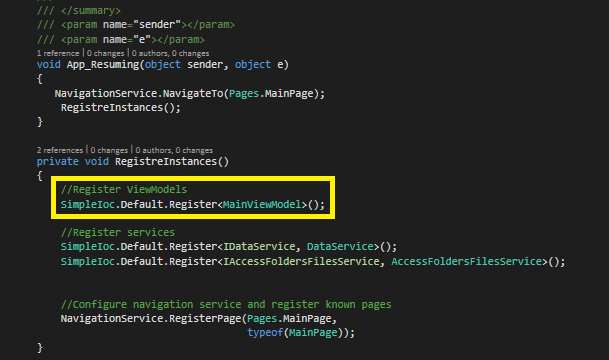 /// </summary>
/// <param name="sender"></param>
/// <param name="e"></param>
1 reference | 0 changes | 0 authors, 0 changes
void App_Resuming(object sender, object e)
{
NavigationService.NavigateTo(Pages.MainPage);
RegistreInstances();
}
2 references | 0 changes | 0 authors, 0 changes
private void RegistreInstances()
{
//Register ViewModels
SimpleIoc.Default.Register<MainViewModel>();
//Register services
SimpleIoc.Default.Register<IDataService, DataService>();
SimpleIoc.Default.Register<IAccessFoldersFilesService, AccessFoldersFilesService>();
//Configure navigation service and register known pages
NavigationService.RegisterPage(Pages.MainPage,
typeof(MainPage));
}